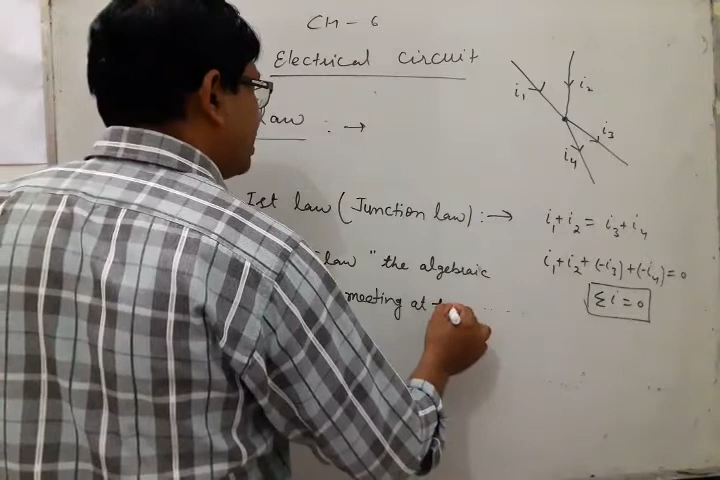 CH - 6
Electrical circuit
Law : →
i₁
i₂
i₃
i₄
Ist law (Junction law) : →
i₁+i₂ = i₃+i₄
law " the algebraic
i₁+i₂+(-i₃)+(-i₄)=0
meeting at
Σi=0